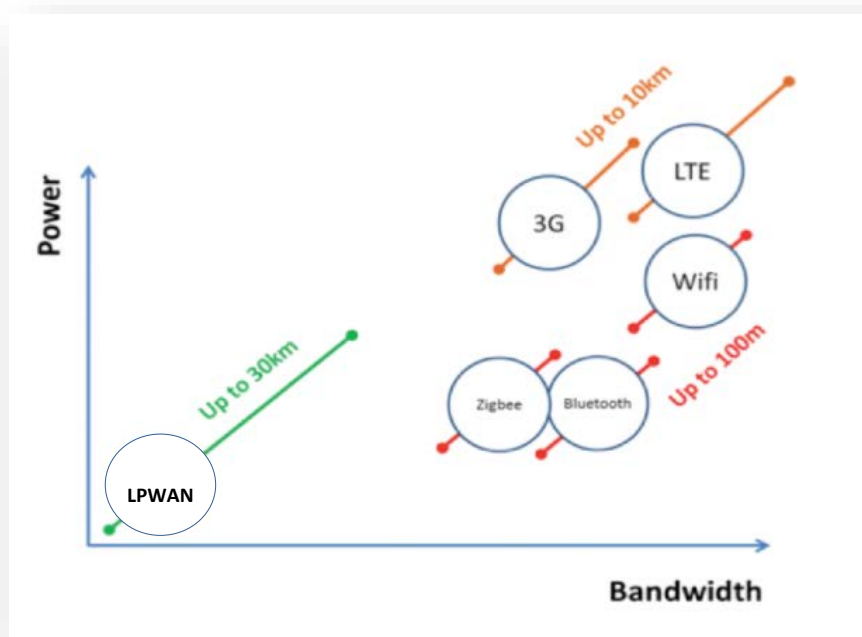 Up to 10km
LTE
Power
3G
Wifi
Up to 30km
Up to 100m
Zigbee
Bluetooth
LPWAN
Bandwidth